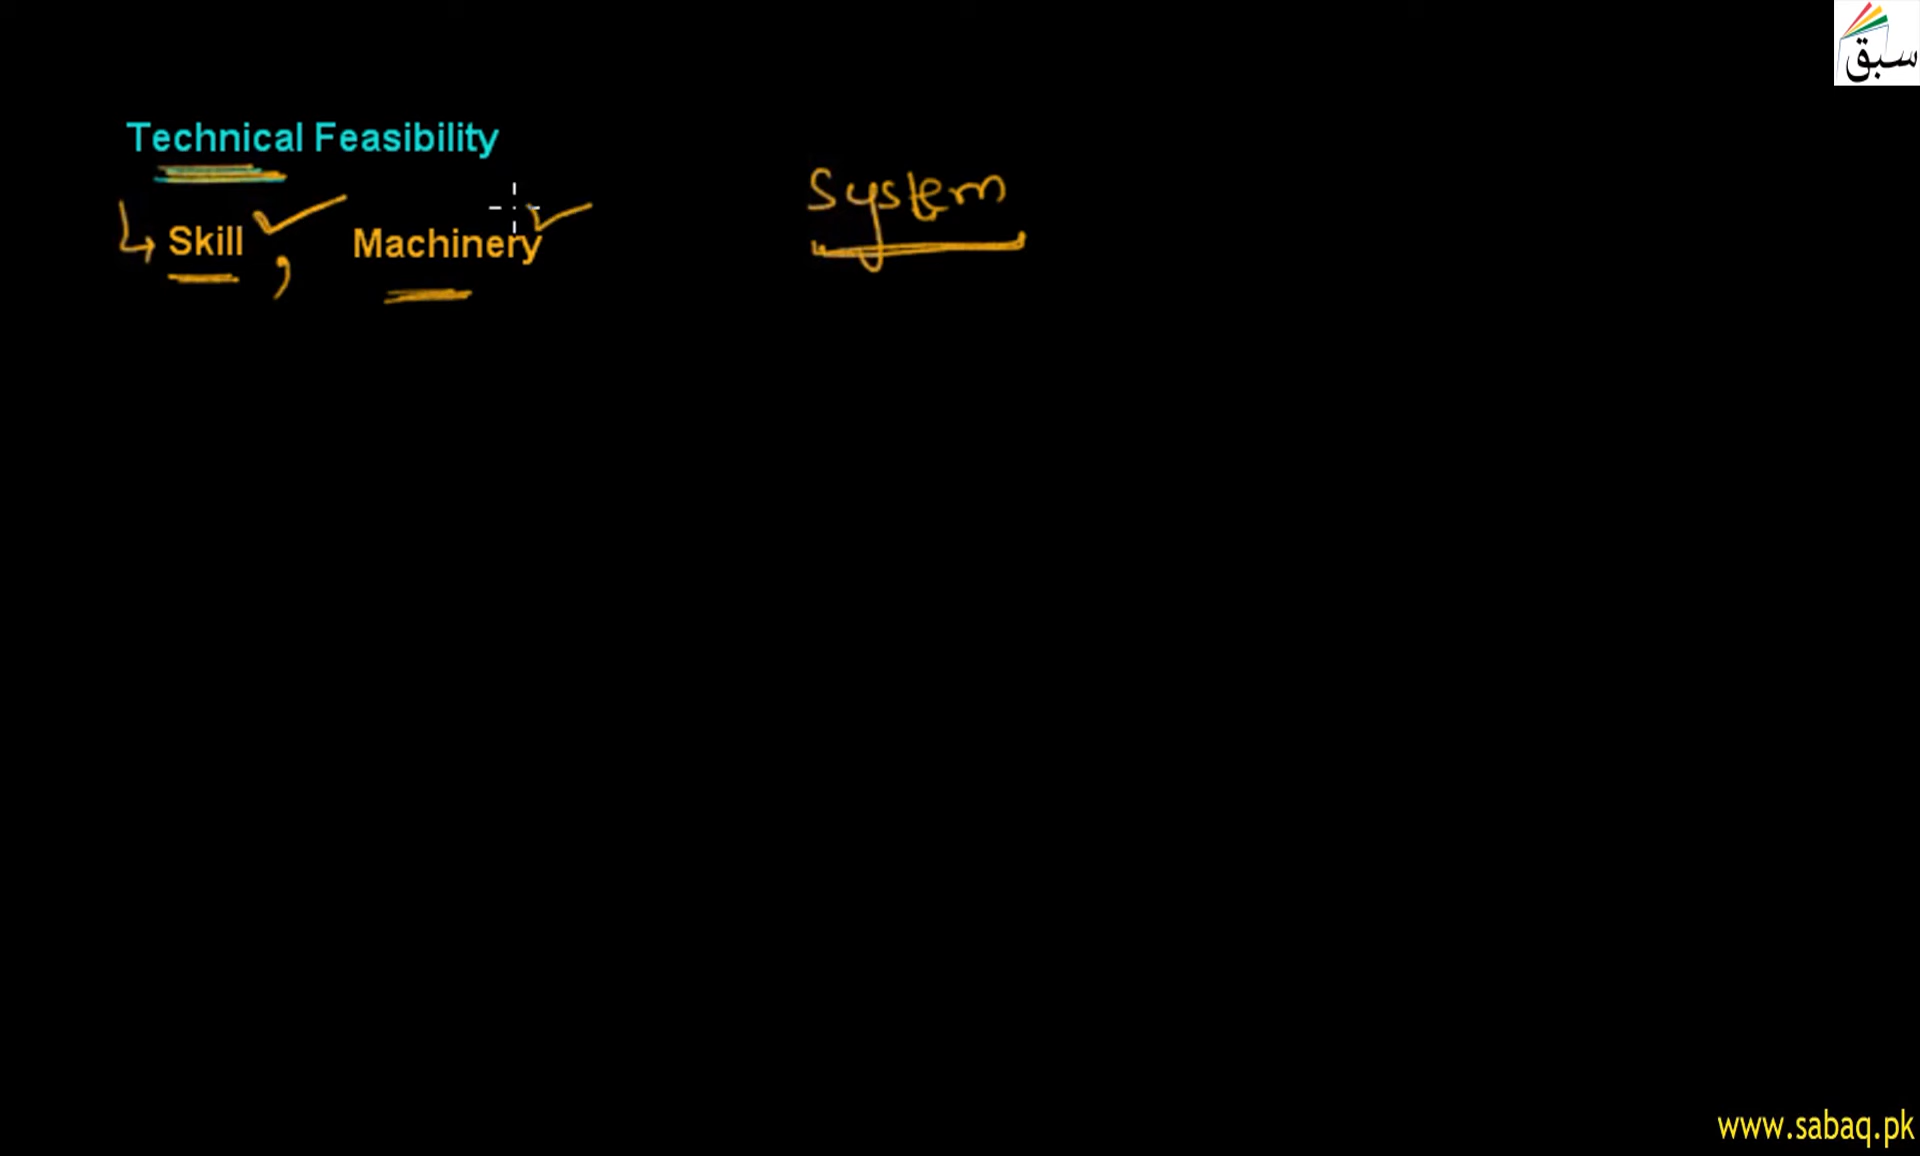 سبق
Technical Feasibility
System
Skill , Machinery
www.sabaq.pk